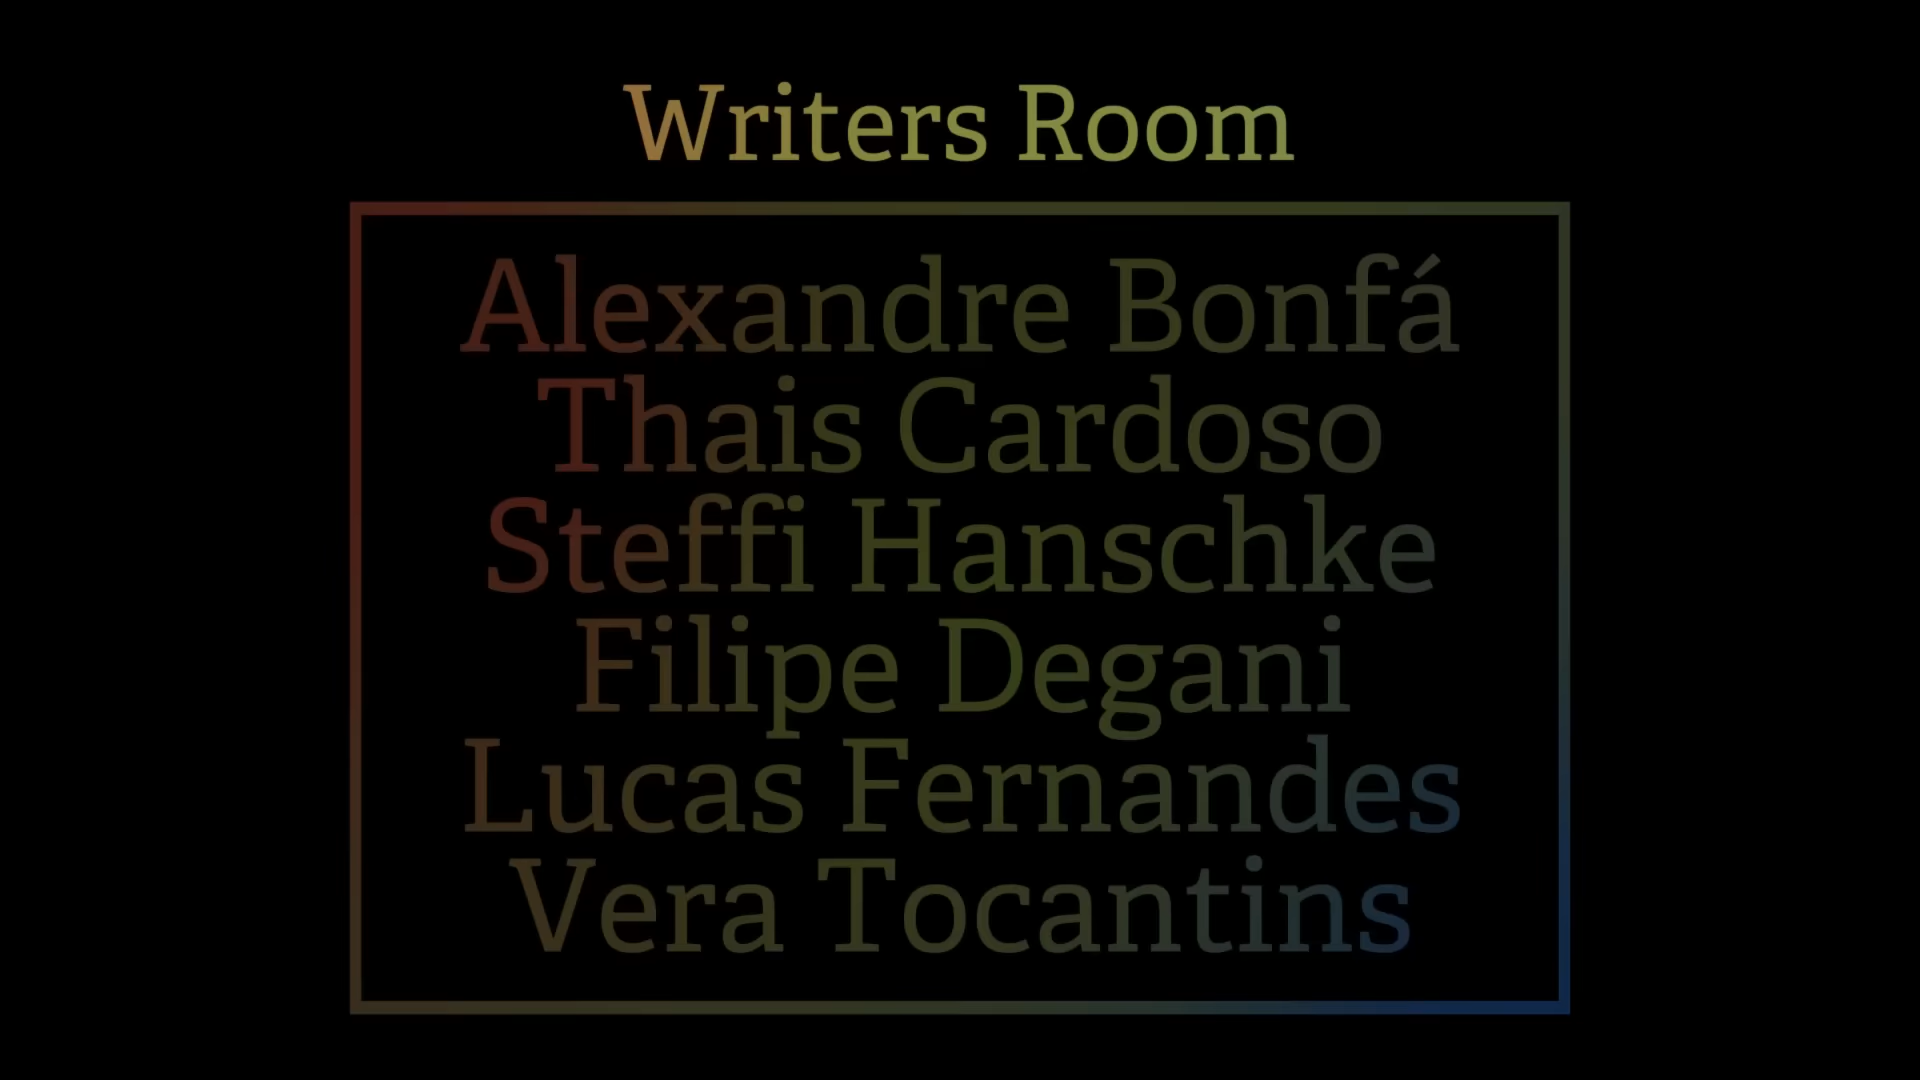 Writers Room
Alexandre Bonfá
Thais Cardoso
Steffi Hanschke
Filipe Degani
Lucas Fernandes
Vera Tocantins